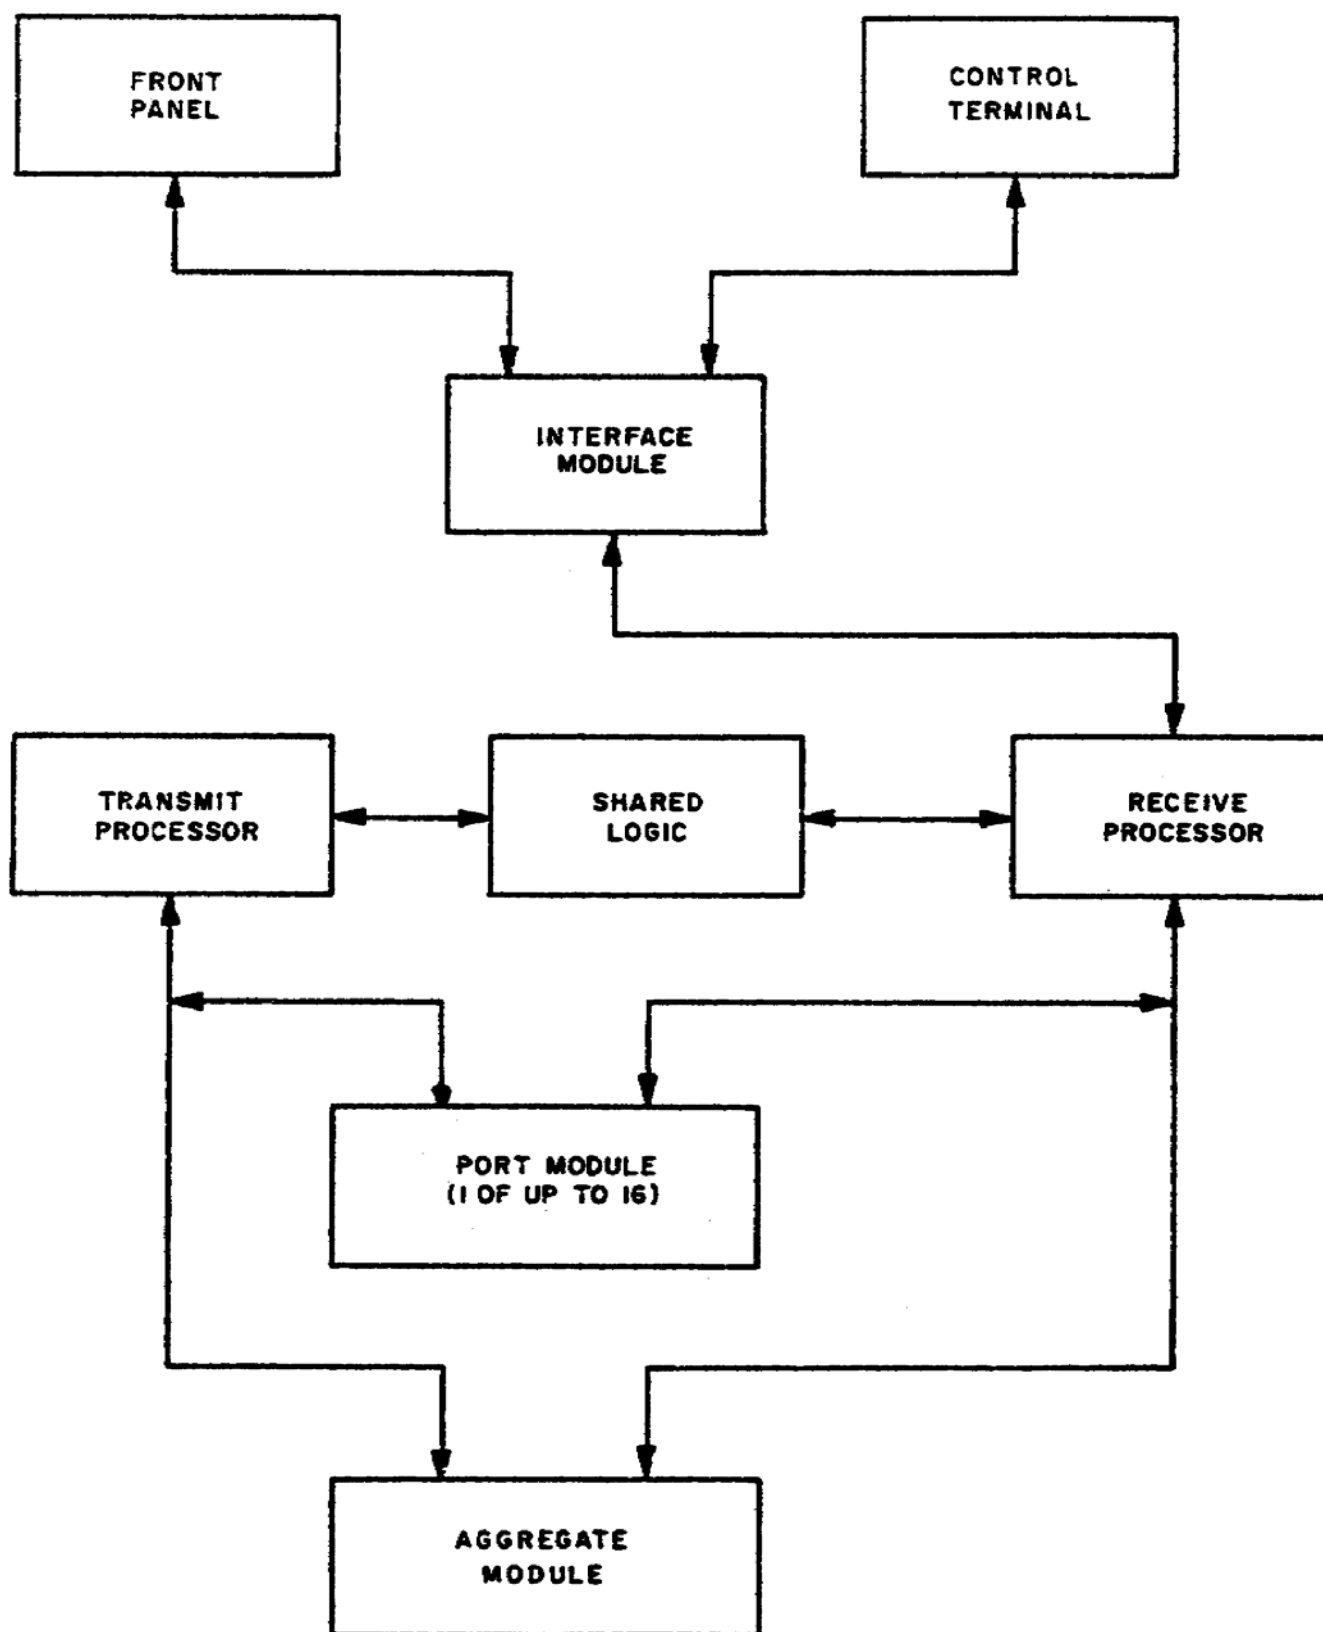 FRONT
PANEL
CONTROL
TERMINAL
INTERFACE
MODULE
TRANSMIT
PROCESSOR
SHARED
LOGIC
RECEIVE
PROCESSOR
PORT MODULE
(1 OF UP TO 16)
AGGREGATE
MODULE